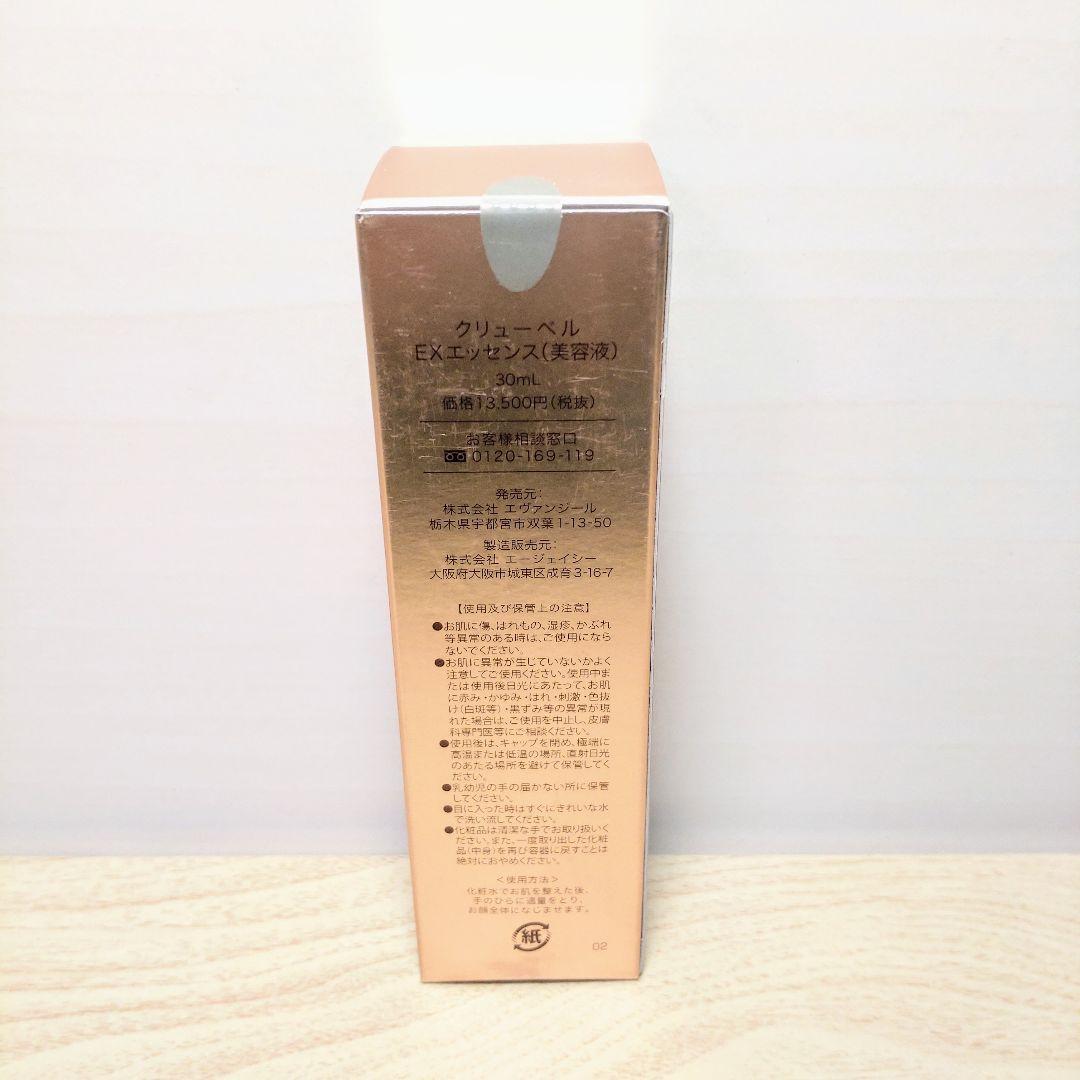 クリューベル
EXエッセンス(美容液)
30mL
価格13,500円(税抜)
お客様相談窓口
0120-169-119
発売元:
株式会社 エヴァンジール
栃木県宇都宮市双葉1-13-50
製造販売元:
株式会社 エージェイシー
大阪府大阪市城東区成育3-16-7
【使用及び保管上の注意】
●お肌に傷、はれもの、湿疹、かぶれ
等異常のある時は、ご使用になら
ないでください。
●お肌に異常が生じていないかよく
注意してご使用ください。使用中ま
たは使用後日光にあたって、お肌
に赤み・かゆみ・はれ・刺激・色抜
け(白斑等)・黒ずみ等の異常が現
れた場合は、ご使用を中止し、皮膚
科専門医等にご相談ください。
●使用後は、キャップを閉め、極端に
高温または低温の場所、直射日光
のあたる場所を避けて保管してく
ださい。
●乳幼児の手の届かない所に保管
してください。
●目に入った時はすぐにきれいな水
で洗い流してください。
●化粧品は清潔な手でお取り扱いく
ださい。また、一度取り出した化粧
品(中身)を再び容器に戻すことは
絶対におやめください。
<使用方法>
化粧水でお肌を整えた後、
手のひらに適量をとり、
お顔全体になじませます。
紙
02